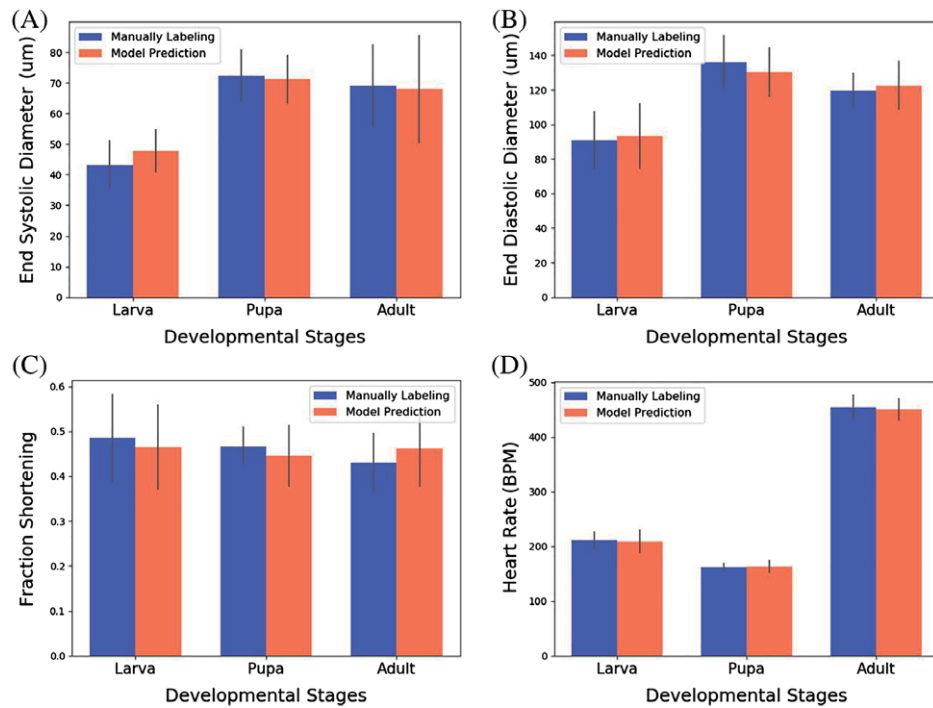 (A)
Manually Labeling
Model Prediction
End Systolic Diameter (um)
80
70
60
50
40
30
20
10
0
Larva
Pupa
Adult
Developmental Stages
(B)
Manually Labeling
Model Prediction
End Diastolic Diameter (um)
140
120
100
80
60
40
20
0
Larva
Pupa
Adult
Developmental Stages
(C)
Manually Labeling
Model Prediction
Fraction Shortening
0.6
0.5
0.4
0.3
0.2
0.1
0.0
Larva
Pupa
Adult
Developmental Stages
(D)
Manually Labeling
Model Prediction
Heart Rate (BPM)
500
400
300
200
100
0
Larva
Pupa
Adult
Developmental Stages